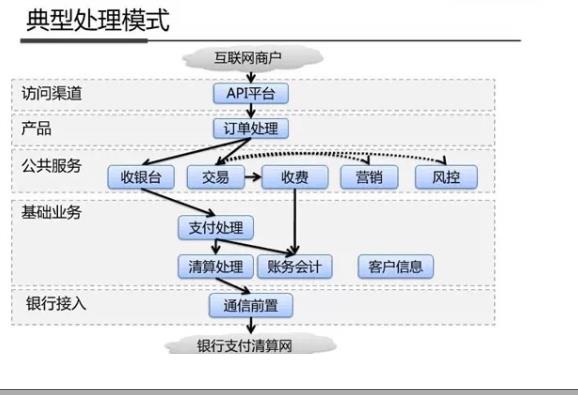 典型处理模式
互联网商户
访问渠道
API平台
产品
订单处理
公共服务
收银台
交易
收费
营销
风控
基础业务
支付处理
清算处理
账务会计
客户信息
银行接入
通信前置
银行支付清算网